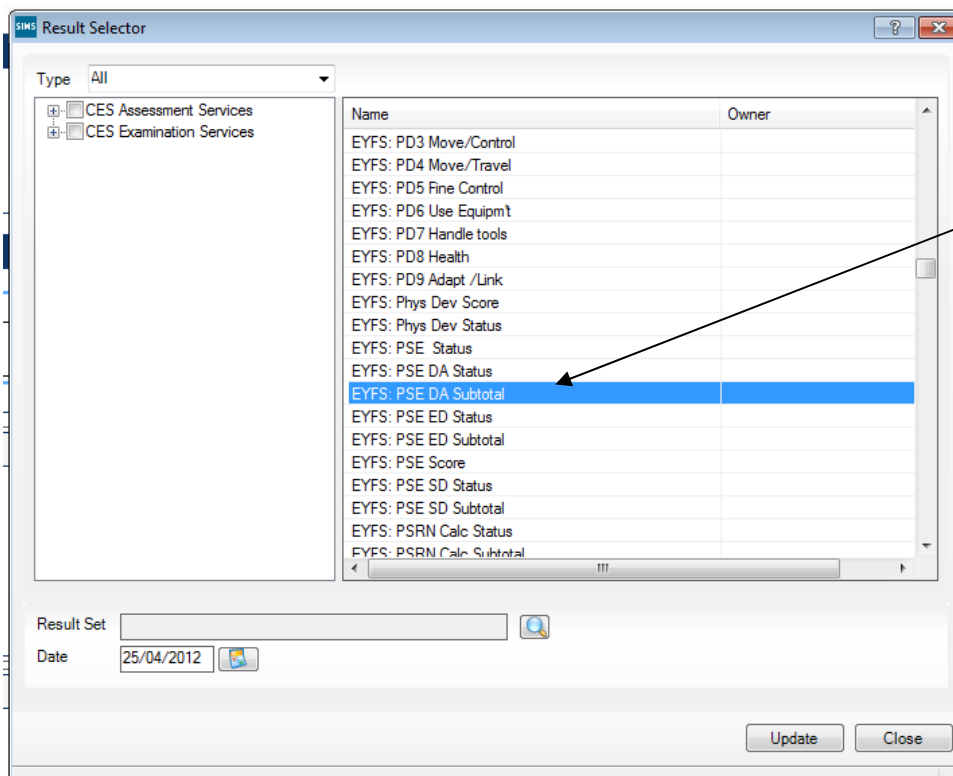 SIMS Result Selector
Type All
CES Assessment Services
CES Examination Services
Name Owner
EYFS: PD3 Move/Control
EYFS: PD4 Move/Travel
EYFS: PD5 Fine Control
EYFS: PD6 Use Equipm't
EYFS: PD7 Handle tools
EYFS: PD8 Health
EYFS: PD9 Adapt /Link
EYFS: Phys Dev Score
EYFS: Phys Dev Status
EYFS: PSE  Status
EYFS: PSE DA Status
EYFS: PSE DA Subtotal
EYFS: PSE ED Status
EYFS: PSE ED Subtotal
EYFS: PSE Score
EYFS: PSE SD Status
EYFS: PSE SD Subtotal
EYFS: PSRN Calc Status
EYFS: PSRN Calc Subtotal
Result Set
Date 25/04/2012
Update Close